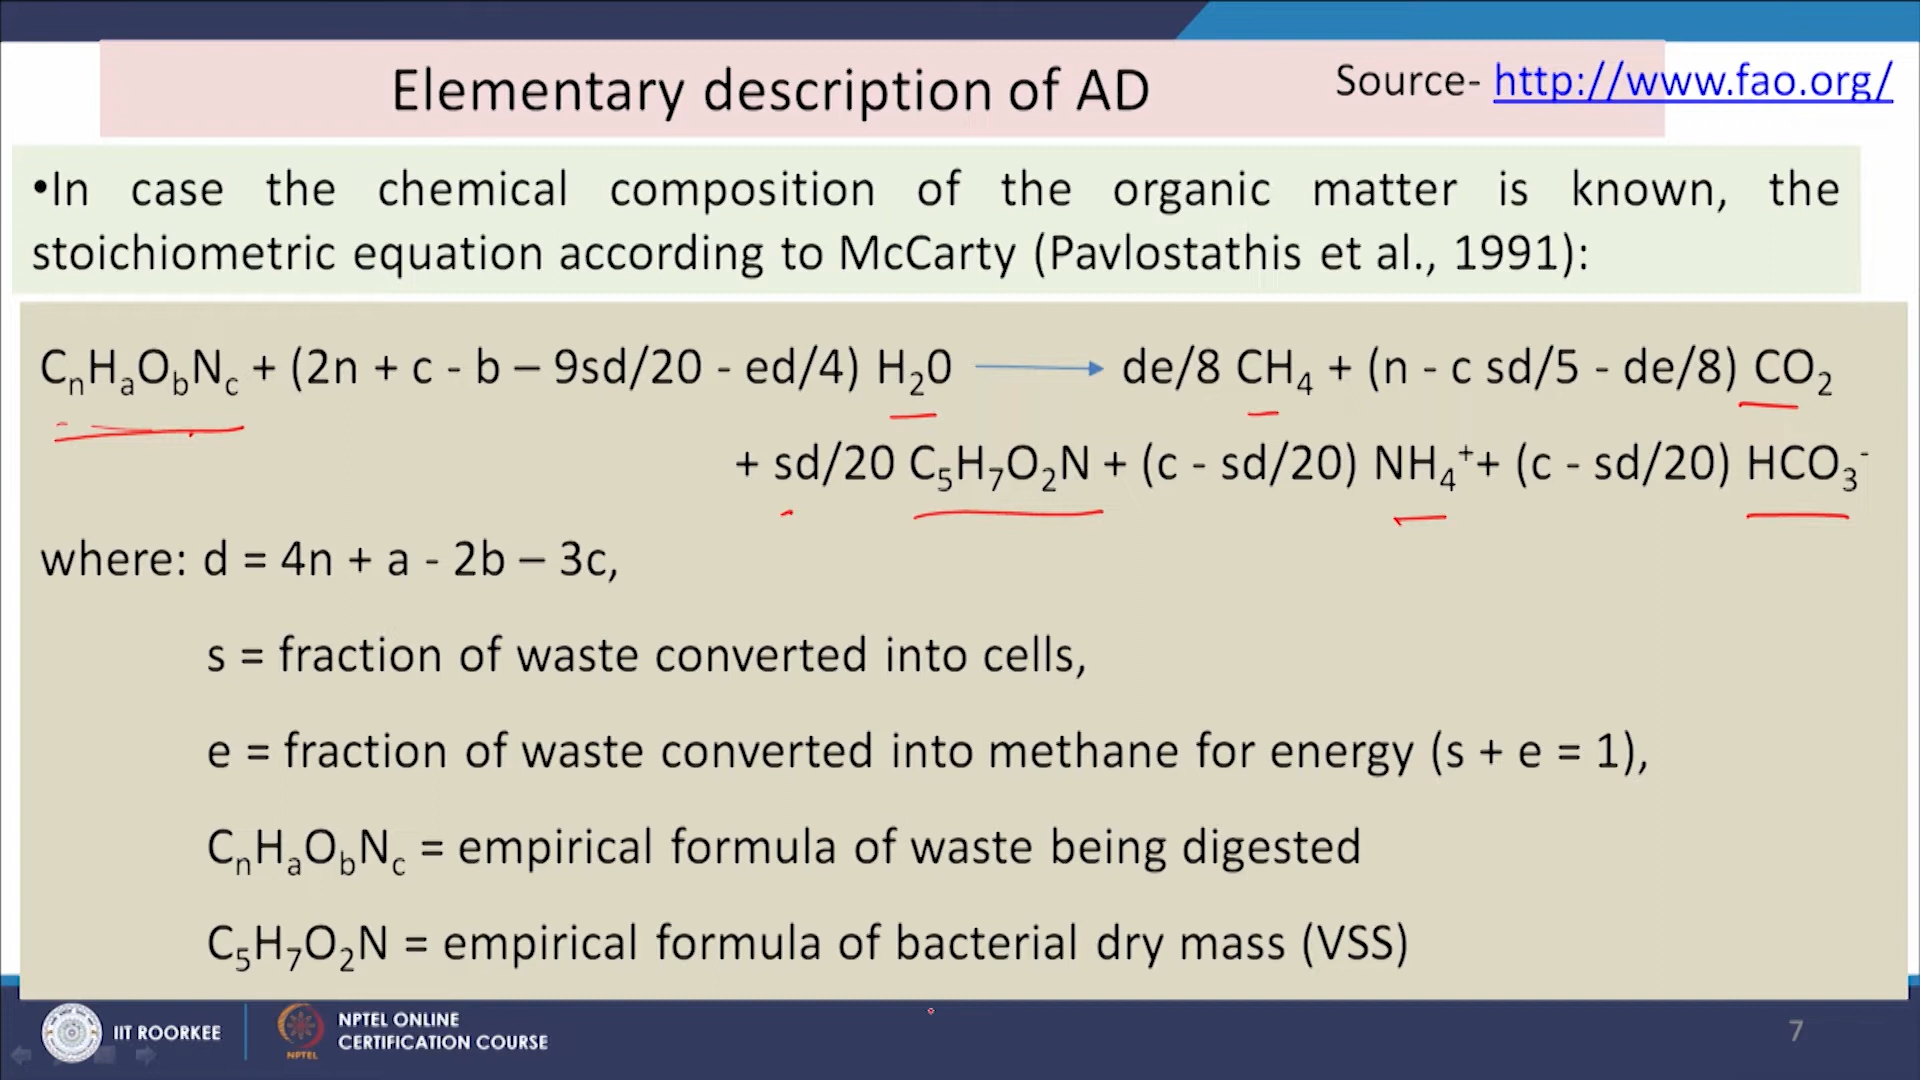 Elementary description of AD
Source- http://www.fao.org/
•In case the chemical composition of the organic matter is known, the
stoichiometric equation according to McCarty (Pavlostathis et al., 1991):
CₙHₐO_bN_c + (2n + c - b – 9sd/20 - ed/4) H₂0 → de/8 CH₄ + (n - c sd/5 - de/8) CO₂
+ sd/20 C₅H₇O₂N + (c - sd/20) NH₄⁺+ (c - sd/20) HCO₃⁻
where: d = 4n + a - 2b – 3c,
s = fraction of waste converted into cells,
e = fraction of waste converted into methane for energy (s + e = 1),
CₙHₐO_bN_c = empirical formula of waste being digested
C₅H₇O₂N = empirical formula of bacterial dry mass (VSS)
IIT ROORKEE
NPTEL
NPTEL ONLINE
CERTIFICATION COURSE
7